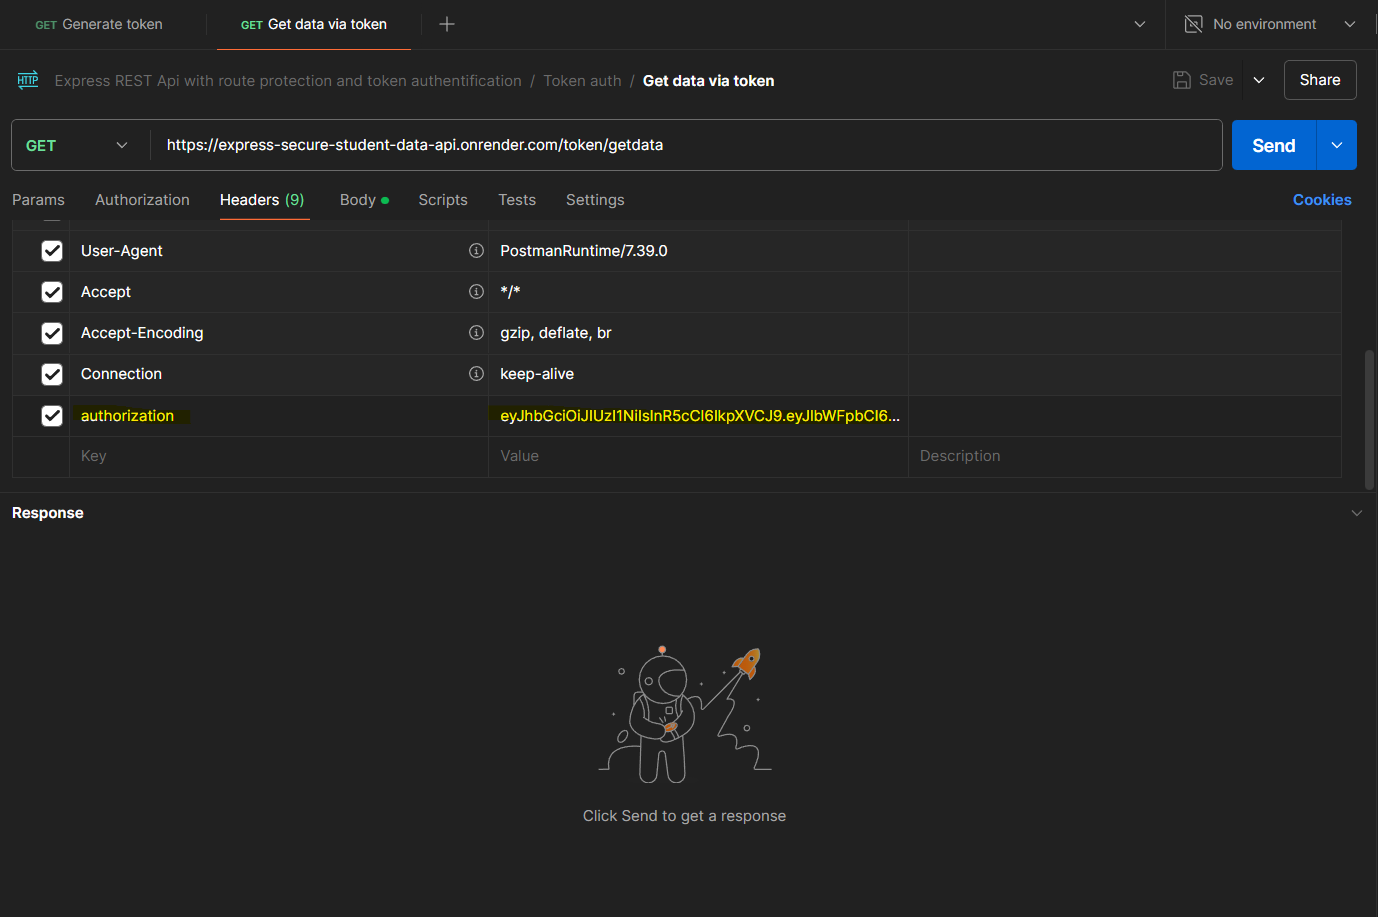 GET Generate token
GET Get data via token
No environment
HTTP
Express REST Api with route protection and token authentification / Token auth / Get data via token
Save
Share
GET
https://express-secure-student-data-api.onrender.com/token/getdata
Send
Params
Authorization
Headers (9)
Body
Scripts
Tests
Settings
Cookies
User-Agent
PostmanRuntime/7.39.0
Accept
*/*
Accept-Encoding
gzip, deflate, br
Connection
keep-alive
authorization
eyJhbGciOiJIUzI1NiIsInR5cCI6IkpXVCJ9.eyJlbWFpbCI6...
Key
Value
Description
Response
Click Send to get a response